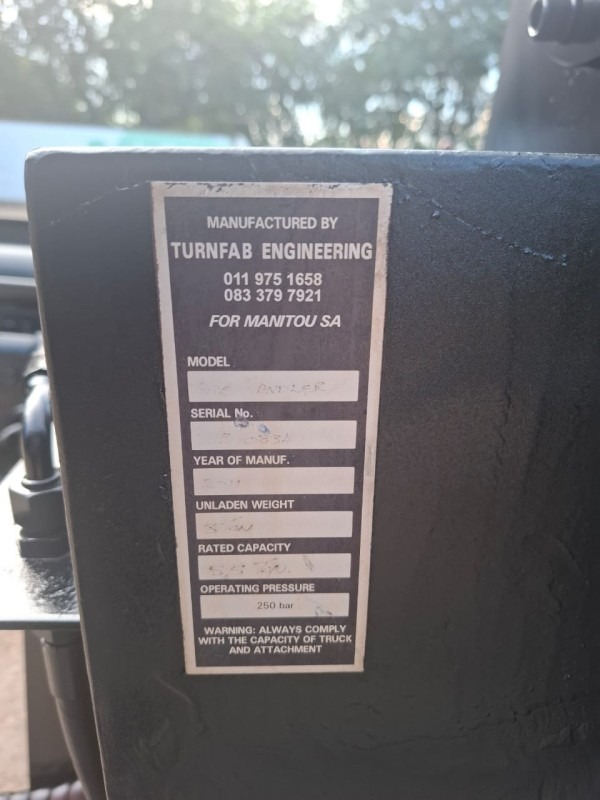 MANUFACTURED BY
TURNFAB ENGINEERING
011 975 1658
083 379 7921
FOR MANITOU SA
MODEL
SERIAL No.
YEAR OF MANUF.
UNLADEN WEIGHT
RATED CAPACITY
OPERATING PRESSURE
250 bar
WARNING: ALWAYS COMPLY
WITH THE CAPACITY OF TRUCK
AND ATTACHMENT